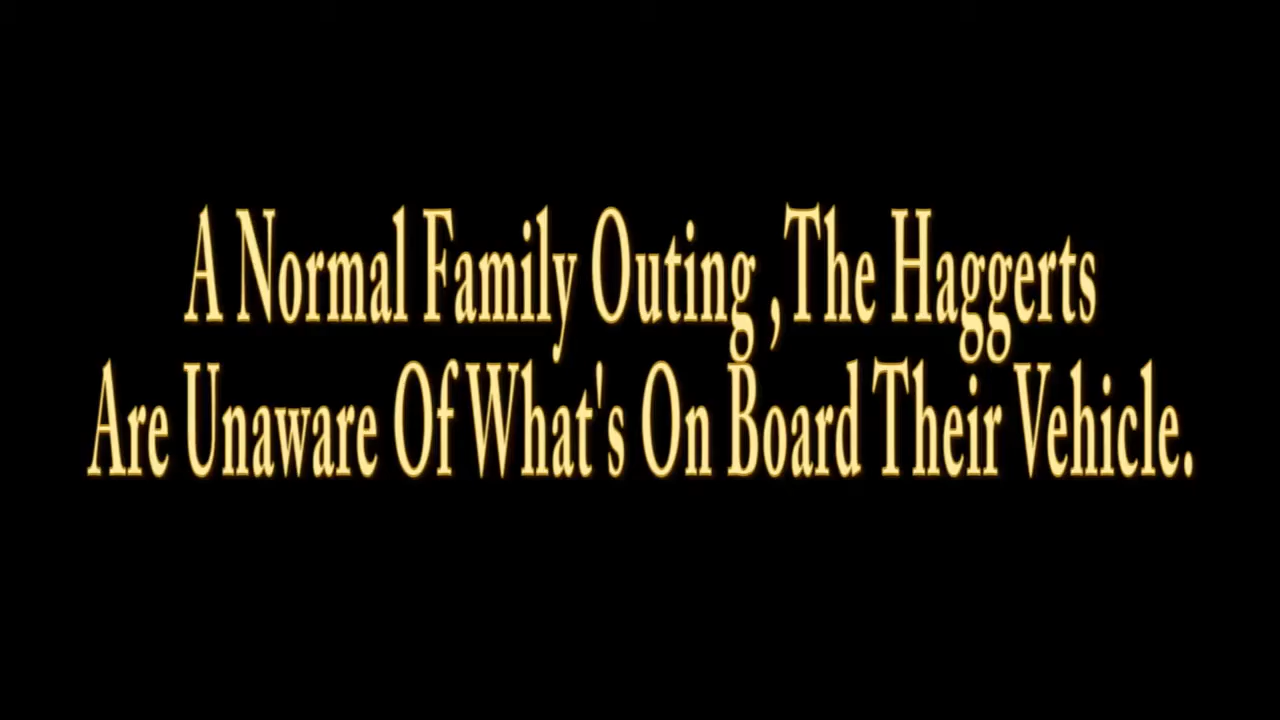 A Normal Family Outing ,The Haggerts
Are Unaware Of What's On Board Their Vehicle.